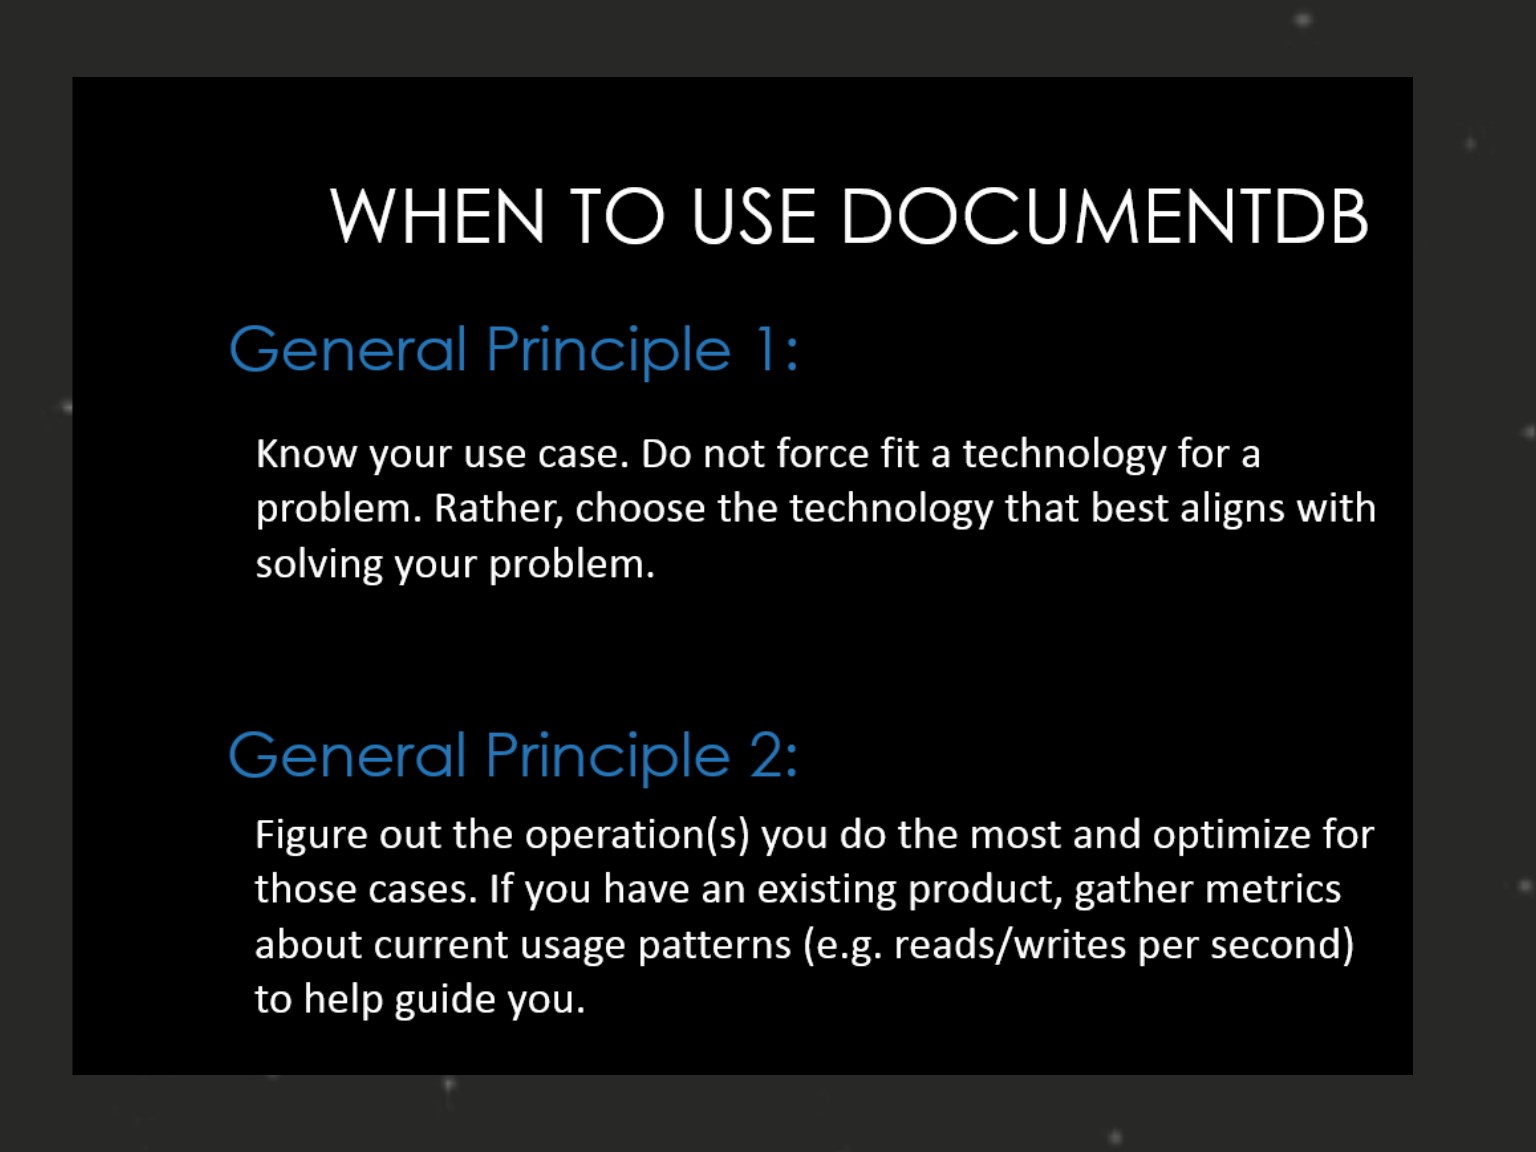 WHEN TO USE DOCUMENTDB
General Principle 1:
Know your use case. Do not force fit a technology for a
problem. Rather, choose the technology that best aligns with
solving your problem.
General Principle 2:
Figure out the operation(s) you do the most and optimize for
those cases. If you have an existing product, gather metrics
about current usage patterns (e.g. reads/writes per second)
to help guide you.